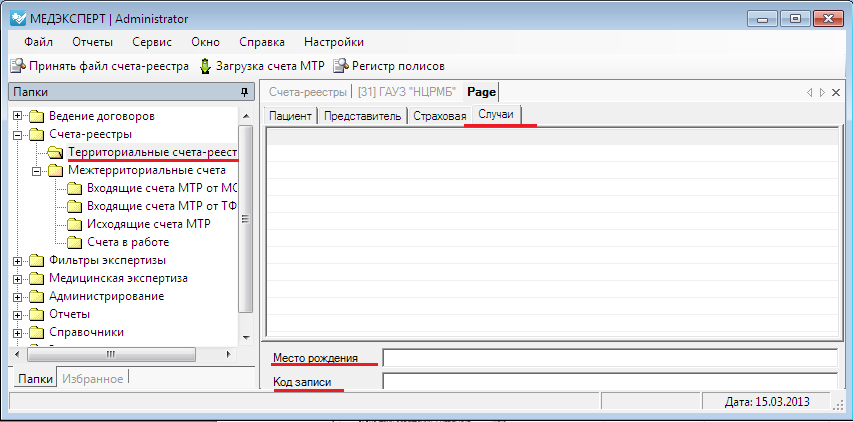 МЕДЭКСПЕРТ | Administrator
Файл Отчеты Сервис Окно Справка Настройки
Принять файл счета-реестра Загрузка счета МТР Регистр полисов
Папки
Ведение договоров
Счета-реестры
Территориальные счета-реест
Межтерриториальные счета
Входящие счета МТР от МО
Входящие счета МТР от ТФ
Исходящие счета МТР
Счета в работе
Фильтры экспертизы
Медицинская экспертиза
Администрирование
Отчеты
Справочники
Папки Избранное
Счета-реестры [31] ГАУЗ "НЦРМБ" Page
Пациент Представитель Страховая Случаи
Место рождения
Код записи
Дата: 15.03.2013